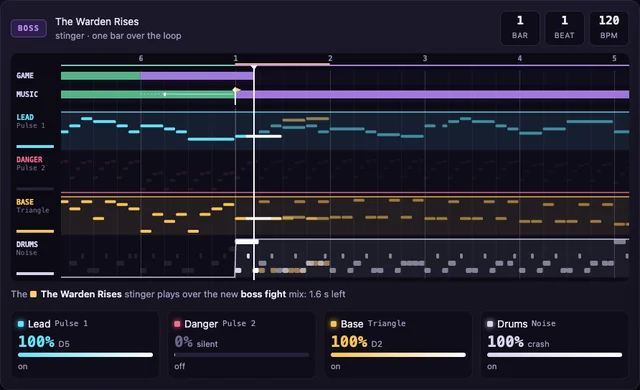 BOSS
The Warden Rises
stinger · one bar over the loop
1
BAR
1
BEAT
120
BPM
6
1
2
3
4
5
GAME
MUSIC
LEAD
Pulse 1
DANGER
Pulse 2
BASE
Triangle
DRUMS
Noise
The The Warden Rises stinger plays over the new boss fight mix: 1.6 s left
Lead Pulse 1
100% D5
on
Danger Pulse 2
0% silent
off
Base Triangle
100% D2
on
Drums Noise
100% crash
on